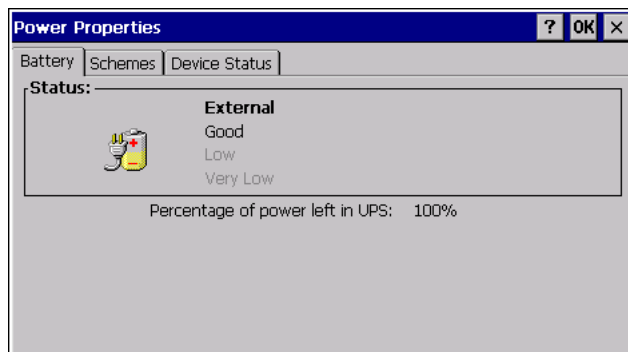 Power Properties ? OK ×
Battery Schemes Device Status
Status:
External
Good
Low
Very Low
Percentage of power left in UPS: 100%